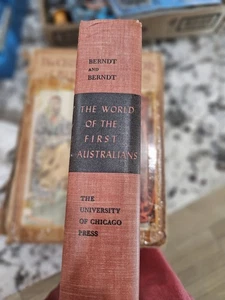 BERNDT
AND
BERNDT
THE WORLD
OF THE
FIRST
AUSTRALIANS
THE
UNIVERSITY
OF CHICAGO
PRESS